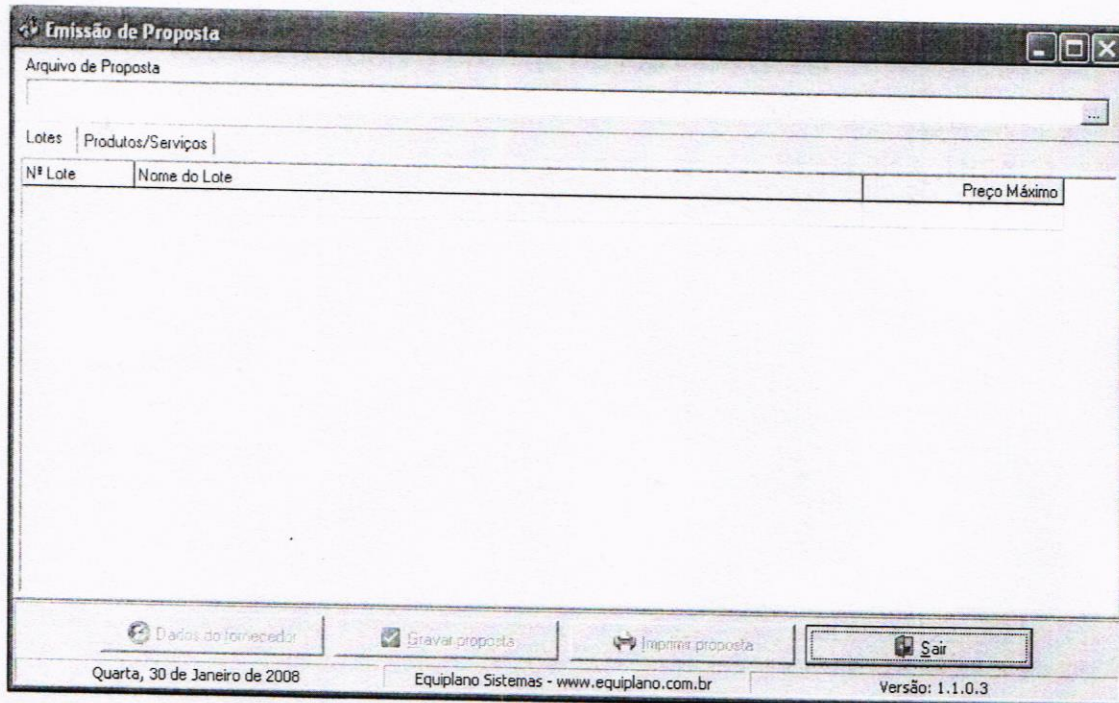 Emissão de Proposta
Arquivo de Proposta
...
Lotes Produtos/Serviços
Nº Lote Nome do Lote Preço Máximo
Dados do fornecedor Gravar proposta Imprimir proposta Sair
Quarta, 30 de Janeiro de 2008 Equiplano Sistemas - www.equiplano.com.br Versão: 1.1.0.3